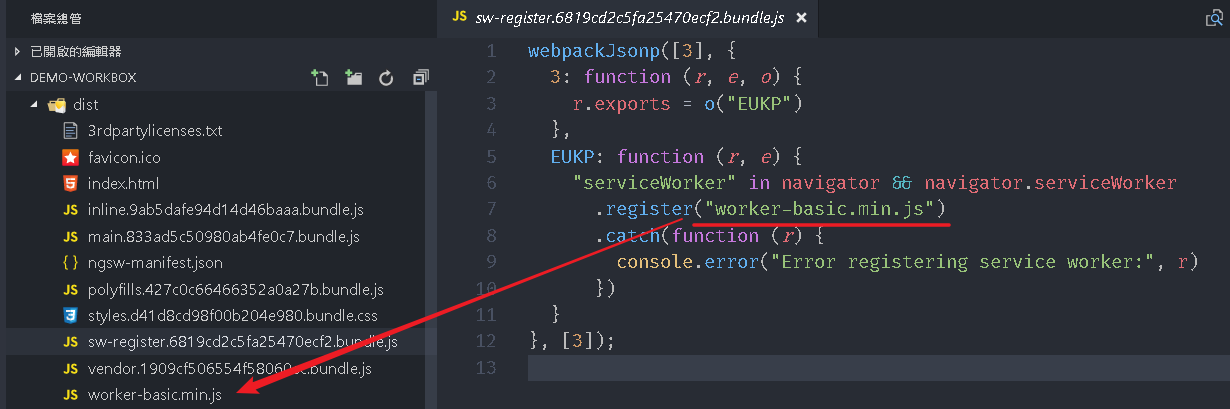 檔案總管
已開啟的編輯器
DEMO-WORKBOX
dist
3rdpartylicenses.txt
favicon.ico
index.html
JS inline.9ab5dafe94d14d46baaa.bundle.js
JS main.833ad5c50980ab4fe0c7.bundle.js
{ } ngsw-manifest.json
JS polyfills.427c0c66466352a0a27b.bundle.js
styles.d41d8cd98f00b204e980.bundle.css
JS sw-register.6819cd2c5fa25470ecf2.bundle.js
JS
JS worker-basic.min.js
JS sw-register.6819cd2c5fa25470ecf2.bundle.js ×
1 webpackJsonp([3], {
2 3: function (r, e, o) {
3 r.exports = o("EUKP")
4 },
5 EUKP: function (r, e) {
6 "serviceWorker" in navigator && navigator.serviceWorker
7 .register("worker-basic.min.js")
8 .catch(function (r) {
9 console.error("Error registering service worker:", r)
10 })
11 }
12 }, [3]);
13